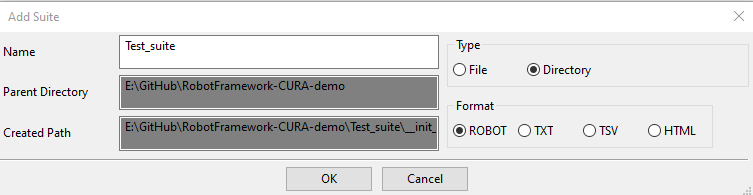 Add Suite
Name
Test_suite
Parent Directory
E:\GitHub\RobotFramework-CURA-demo
Created Path
E:\GitHub\RobotFramework-CURA-demo\Test_suite\__init_
Type
File
Directory
Format
ROBOT
TXT
TSV
HTML
OK
Cancel